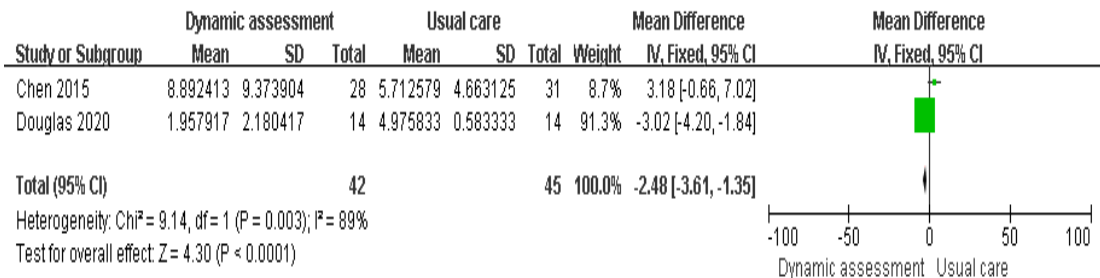 Dynamic assessment Usual care Mean Difference Mean Difference
Study or Subgroup Mean SD Total Mean SD Total Weight IV, Fixed, 95% CI IV, Fixed, 95% CI
Chen 2015 8.892413 9.373904 28 5.712579 4.663125 31 8.7% 3.18 [-0.66, 7.02]
Douglas 2020 1.957917 2.180417 14 4.975833 0.583333 14 91.3% -3.02 [-4.20, -1.84]
Total (95% CI) 42 45 100.0% -2.48 [-3.61, -1.35]
Heterogeneity: Chi² = 9.14, df = 1 (P = 0.003); I² = 89%
Test for overall effect: Z = 4.30 (P < 0.0001)
-100 -50 0 50 100
Dynamic assessment Usual care